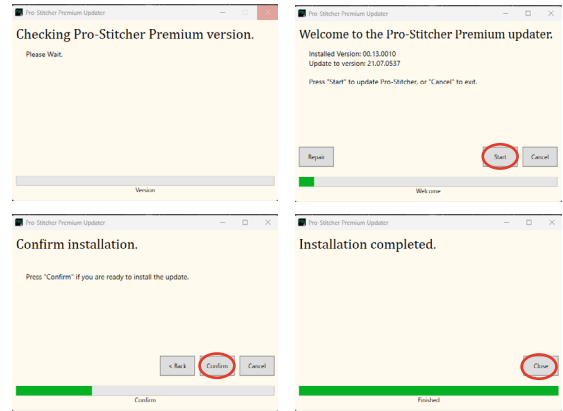 Pro-Stitcher Premium Updater
Checking Pro-Stitcher Premium version.
Please Wait.
Version
Pro-Stitcher Premium Updater
Welcome to the Pro-Stitcher Premium updater.
Installed Version: 00.13.0010
Update to version: 21.07.0537
Press "Start" to update Pro-Stitcher, or "Cancel" to exit.
Repair Start Cancel
Welcome
Pro-Stitcher Premium Updater
Confirm installation.
Press "Confirm" if you are ready to install the update.
< Back Confirm Cancel
Confirm
Pro-Stitcher Premium Updater
Installation completed.
Close
Finished